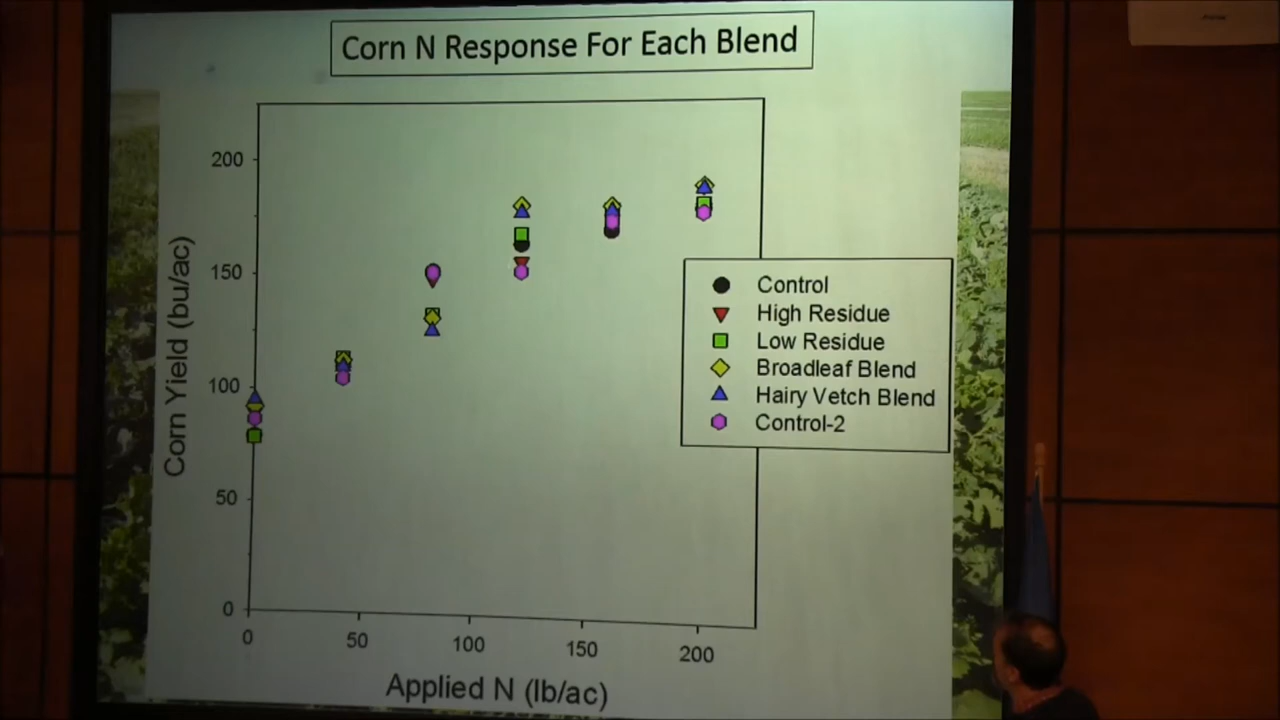 Corn N Response For Each Blend
200
150
100
50
0
Corn Yield (bu/ac)
0 50 100 150 200
Applied N (lb/ac)
Control
High Residue
Low Residue
Broadleaf Blend
Hairy Vetch Blend
Control-2